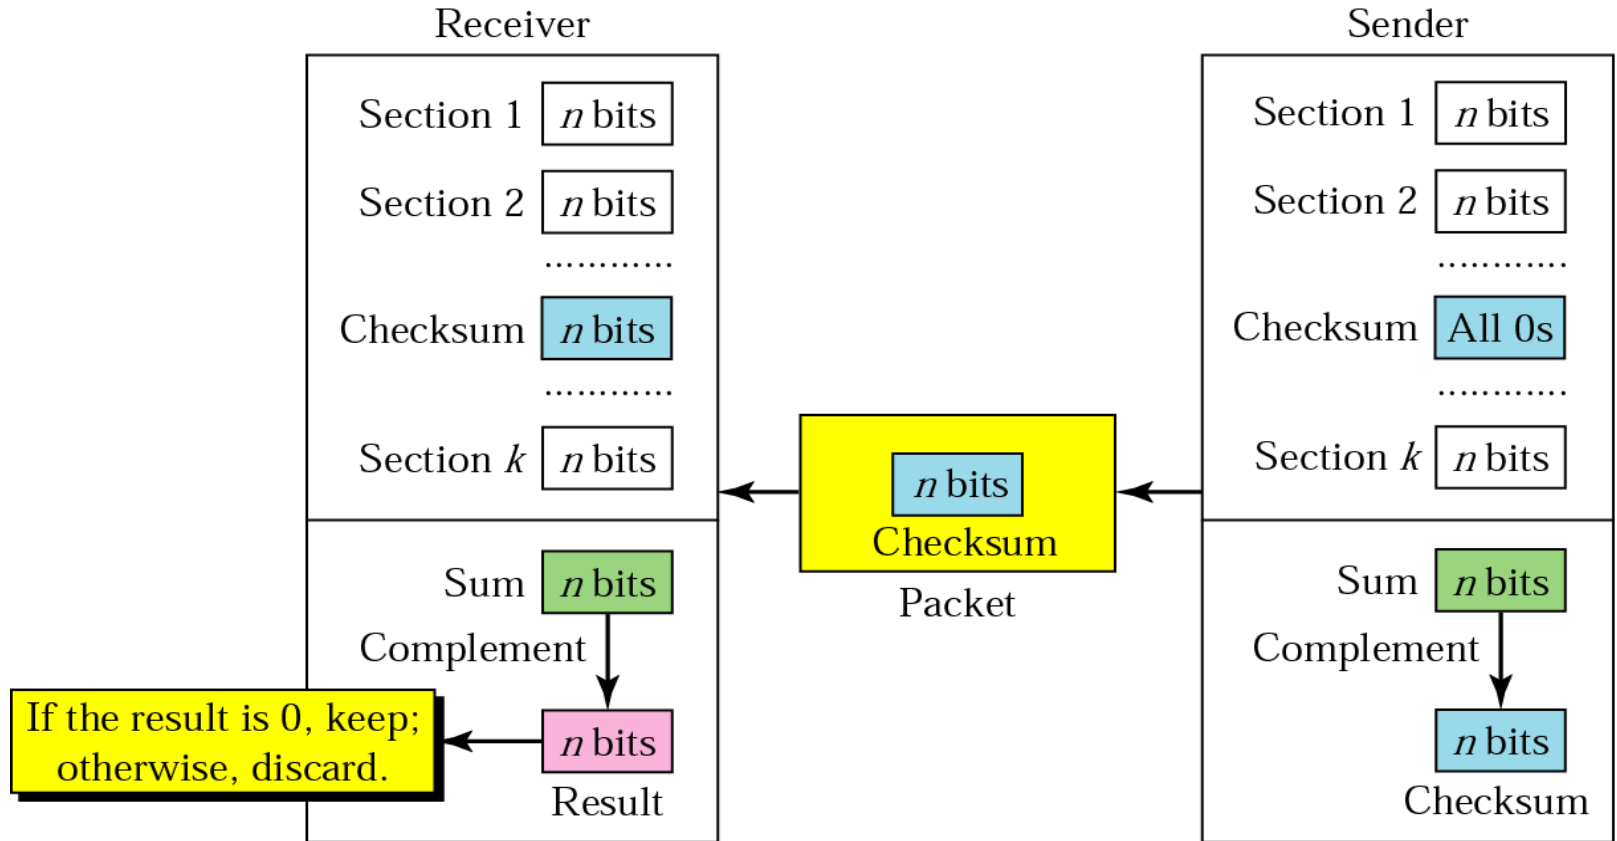 Receiver
Section 1 n bits
Section 2 n bits
............
Checksum n bits
............
Section k n bits
Sum n bits
Complement
n bits
Result
If the result is 0, keep;
otherwise, discard.
n bits
Checksum
Packet
Sender
Section 1 n bits
Section 2 n bits
............
Checksum All 0s
............
Section k n bits
Sum n bits
Complement
n bits
Checksum